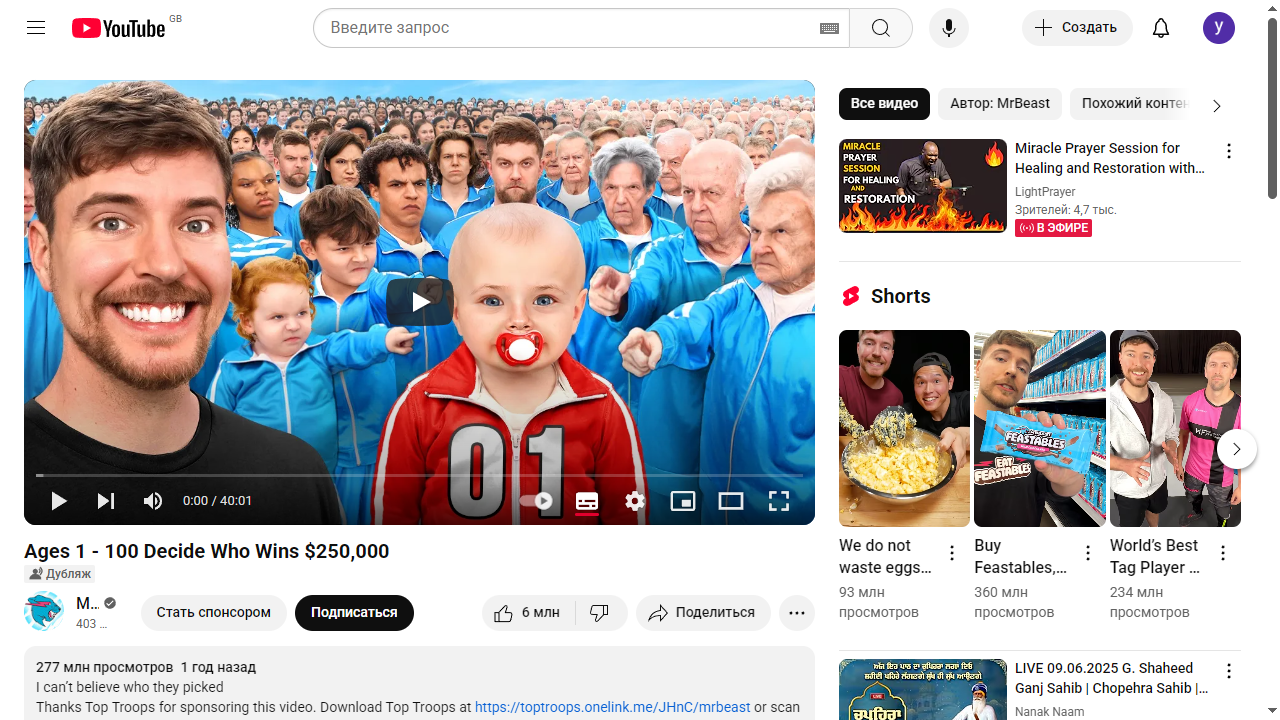 YouTube
GB
Введите запрос
Создать
y
01
0:00 / 40:01
Ages 1 - 100 Decide Who Wins $250,000
Дубляж
M...
403 ...
Стать спонсором
Подписаться
6 млн
Поделиться
277 млн просмотров 1 год назад
I can't believe who they picked
Thanks Top Troops for sponsoring this video. Download Top Troops at https://toptroops.onelink.me/JHnC/mrbeast or scan
Все видео
Автор: MrBeast
Похожий контен
MIRACLE
PRAYER
SESSION
FOR HEALING
AND
RESTORATION
Miracle Prayer Session for
Healing and Restoration with...
LightPrayer
Зрителей: 4,7 тыс.
В ЭФИРЕ
Shorts
FEASTABLES
EAT
FEASTABLES
We do not
waste eggs...
93 млн
просмотров
Buy
Feastables,...
360 млн
просмотров
World's Best
Tag Player ...
234 млн
просмотров
LIVE
ਚੁਪਹਿਰਾ
LIVE 09.06.2025 G. Shaheed
Ganj Sahib | Chopehra Sahib |...
Nanak Naam